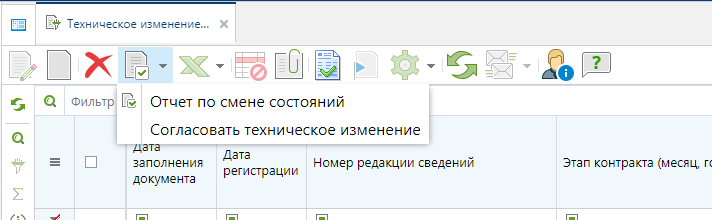 Техническое изменение...
Фильтр
Отчет по смене состояний
Согласовать техническое изменение
Дата заполнения документа
Дата регистрации
Номер редакции сведений
Этап контракта (месяц, го